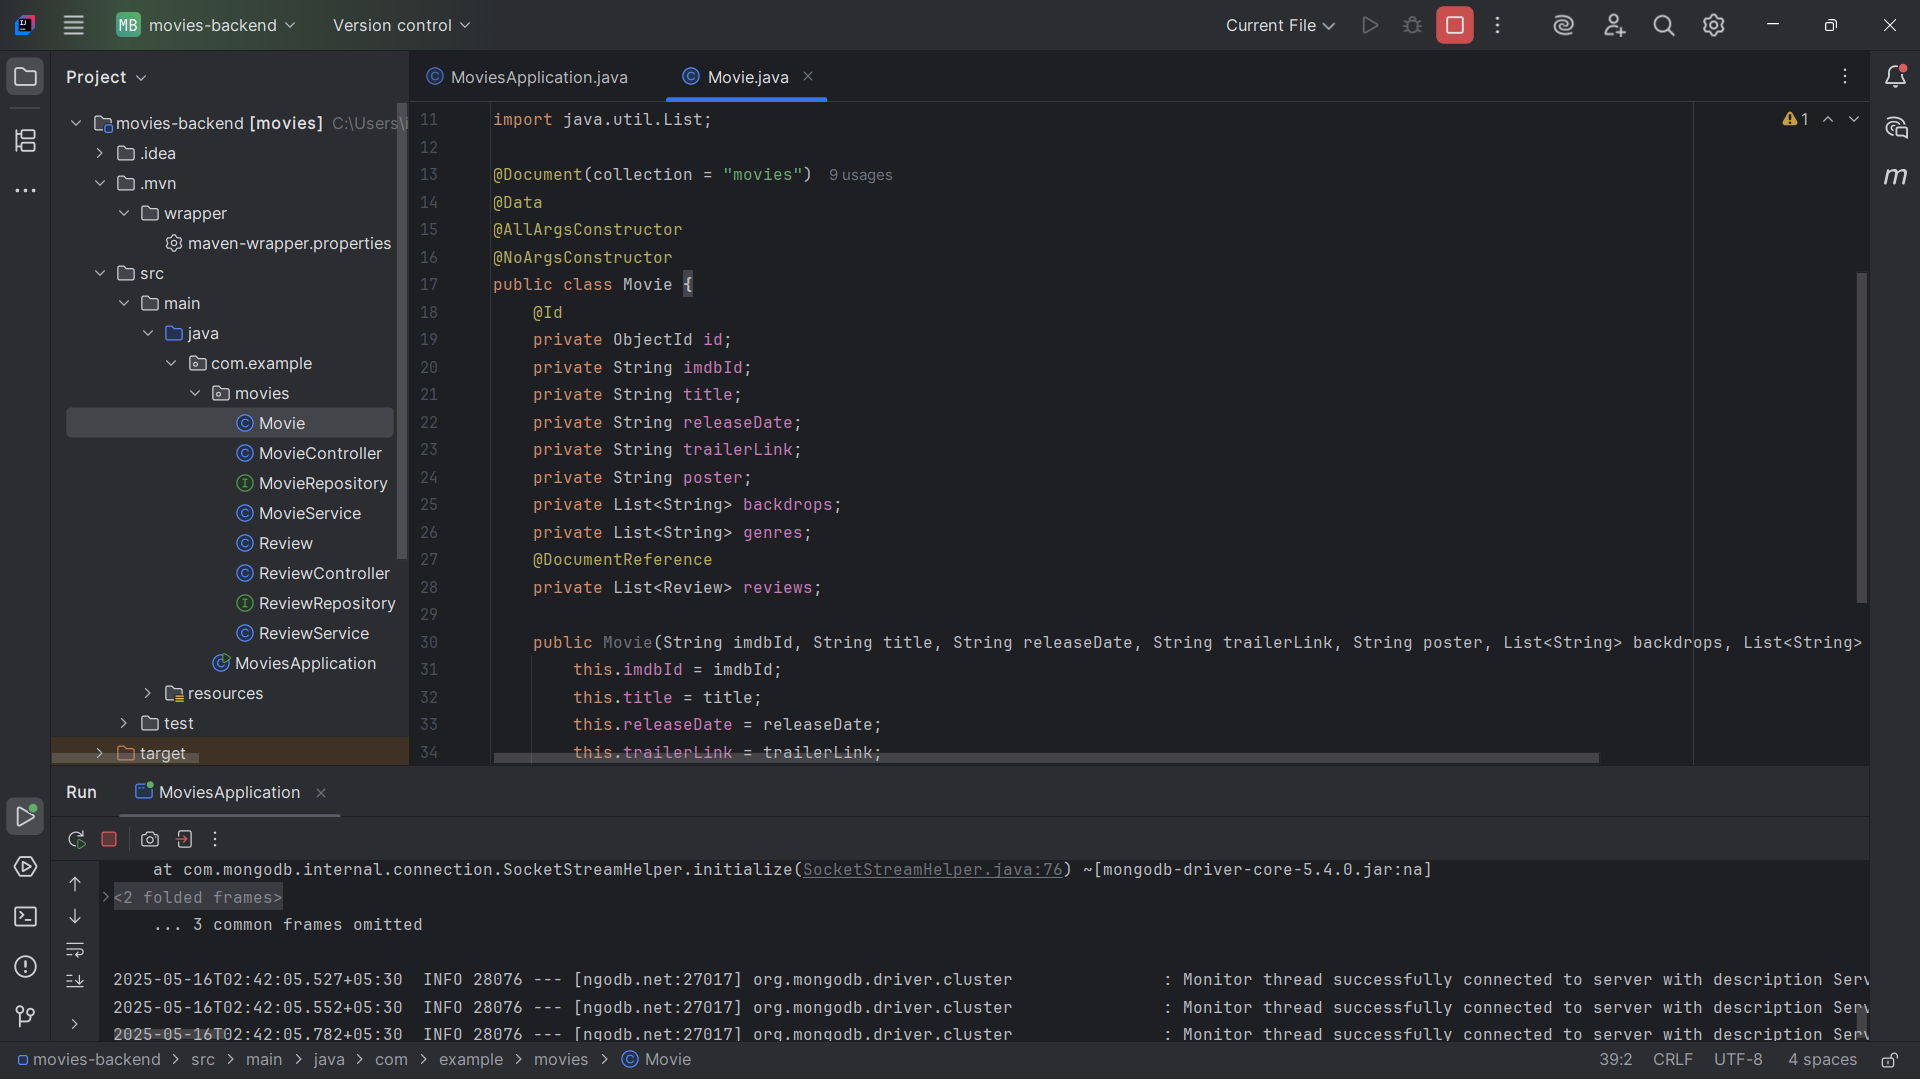 MB movies-backend Version control Current File
Project
MoviesApplication.java Movie.java
movies-backend [movies] C:\Users\i
.idea
.mvn
wrapper
maven-wrapper.properties
src
main
java
com.example
movies
Movie
MovieController
MovieRepository
MovieService
Review
ReviewController
ReviewRepository
ReviewService
MoviesApplication
resources
test
target
11 import java.util.List;
12
13 @Document(collection = "movies") 9 usages
14 @Data
15 @AllArgsConstructor
16 @NoArgsConstructor
17 public class Movie {
18 @Id
19 private ObjectId id;
20 private String imdbId;
21 private String title;
22 private String releaseDate;
23 private String trailerLink;
24 private String poster;
25 private List<String> backdrops;
26 private List<String> genres;
27 @DocumentReference
28 private List<Review> reviews;
29
30 public Movie(String imdbId, String title, String releaseDate, String trailerLink, String poster, List<String> backdrops, List<String>
31 this.imdbId = imdbId;
32 this.title = title;
33 this.releaseDate = releaseDate;
34 this.trailerLink = trailerLink;
1
m
Run MoviesApplication
at com.mongodb.internal.connection.SocketStreamHelper.initialize(SocketStreamHelper.java:76) ~[mongodb-driver-core-5.4.0.jar:na]
<2 folded frames>
... 3 common frames omitted
2025-05-16T02:42:05.527+05:30 INFO 28076 --- [ngodb.net:27017] org.mongodb.driver.cluster : Monitor thread successfully connected to server with description Serv
2025-05-16T02:42:05.552+05:30 INFO 28076 --- [ngodb.net:27017] org.mongodb.driver.cluster : Monitor thread successfully connected to server with description Serv
2025-05-16T02:42:05.782+05:30 INFO 28076 --- [ngodb.net:27017] org.mongodb.driver.cluster : Monitor thread successfully connected to server with description Serv
movies-backend > src > main > java > com > example > movies > Movie 39:2 CRLF UTF-8 4 spaces